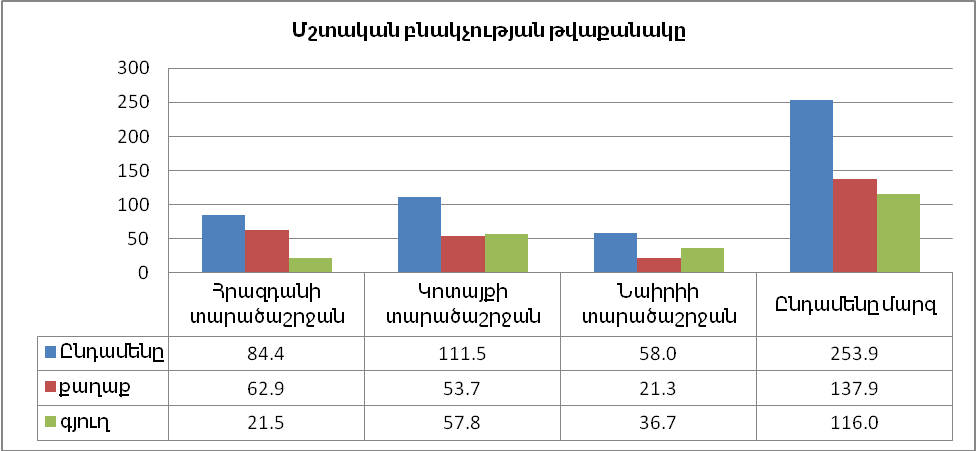 Մշտական բնակչության թվաքանակը
300
250
200
150
100
50
0
Հրազդանի տարածաշրջան
Կոտայքի տարածաշրջան
Նաիրիի տարածաշրջան
Ընդամենը մարզ
Ընդամենը 84.4 111.5 58.0 253.9
քաղաք 62.9 53.7 21.3 137.9
գյուղ 21.5 57.8 36.7 116.0